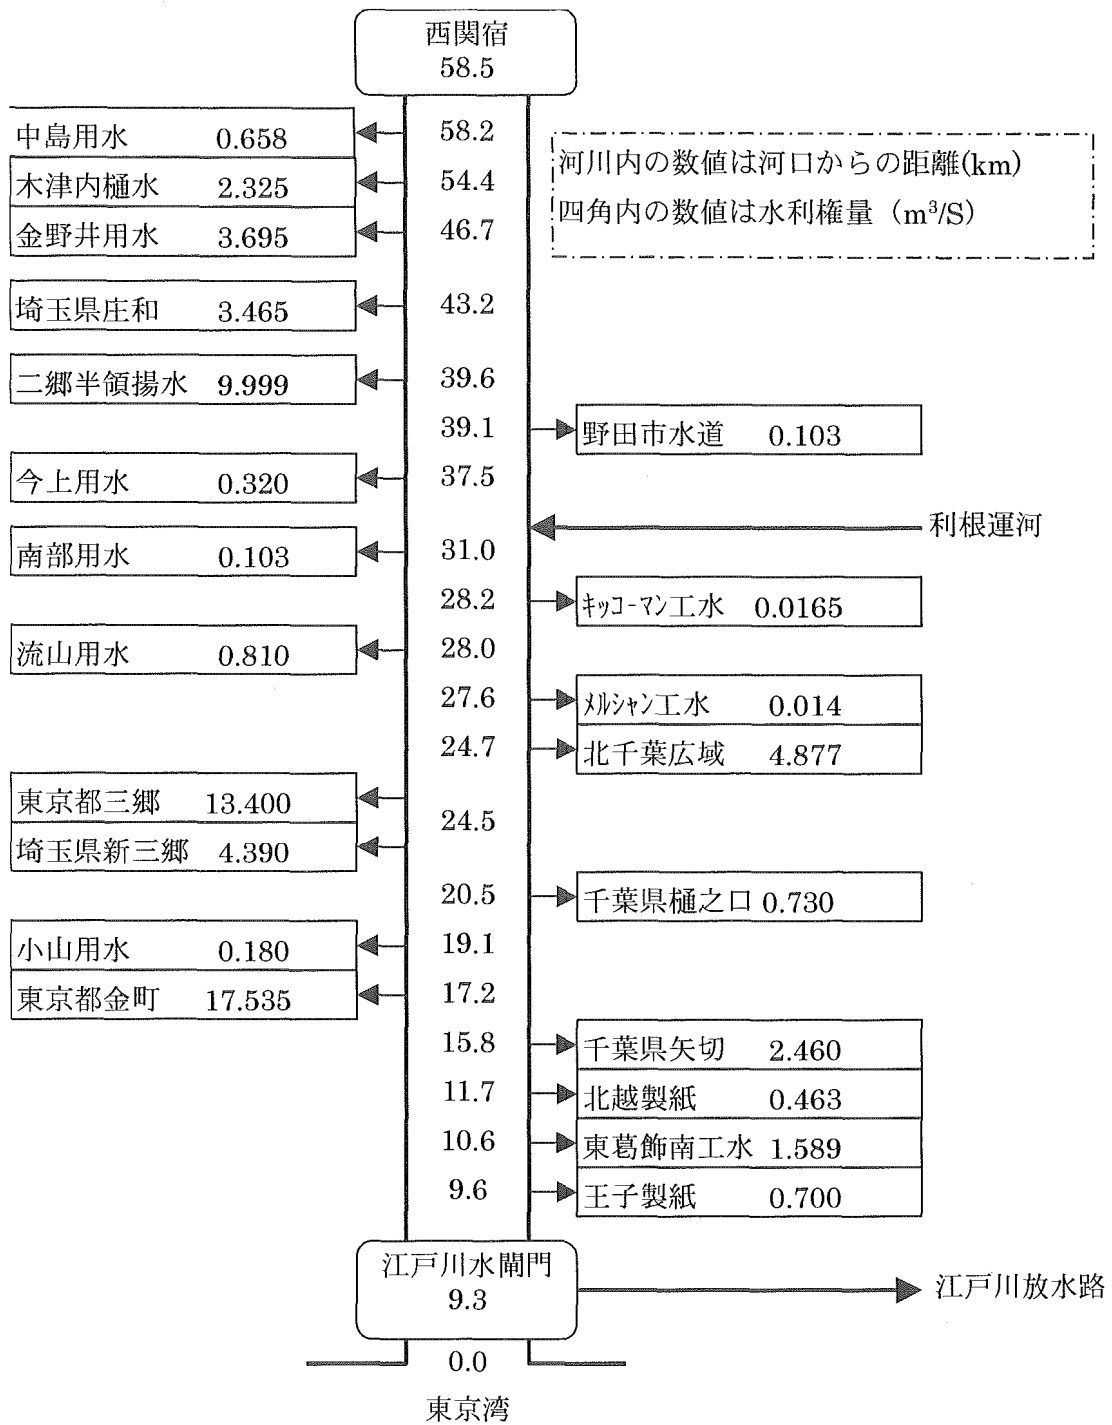 西関宿
58.5
中島用水 0.658
58.2
河川内の数値は河口からの距離(km)
四角内の数値は水利権量（m³/S）
木津内樋水 2.325
54.4
金野井用水 3.695
46.7
埼玉県庄和 3.465
43.2
二郷半領揚水 9.999
39.6
39.1
野田市水道 0.103
今上用水 0.320
37.5
利根運河
南部用水 0.103
31.0
28.2
ｷｯｺｰﾏﾝ工水 0.0165
流山用水 0.810
28.0
27.6
ﾒﾙｼｬﾝ工水 0.014
24.7
北千葉広域 4.877
東京都三郷 13.400
24.5
埼玉県新三郷 4.390
20.5
千葉県樋之口 0.730
小山用水 0.180
19.1
東京都金町 17.535
17.2
15.8
千葉県矢切 2.460
11.7
北越製紙 0.463
10.6
東葛飾南工水 1.589
9.6
王子製紙 0.700
江戸川水閘門
9.3
江戸川放水路
0.0
東京湾